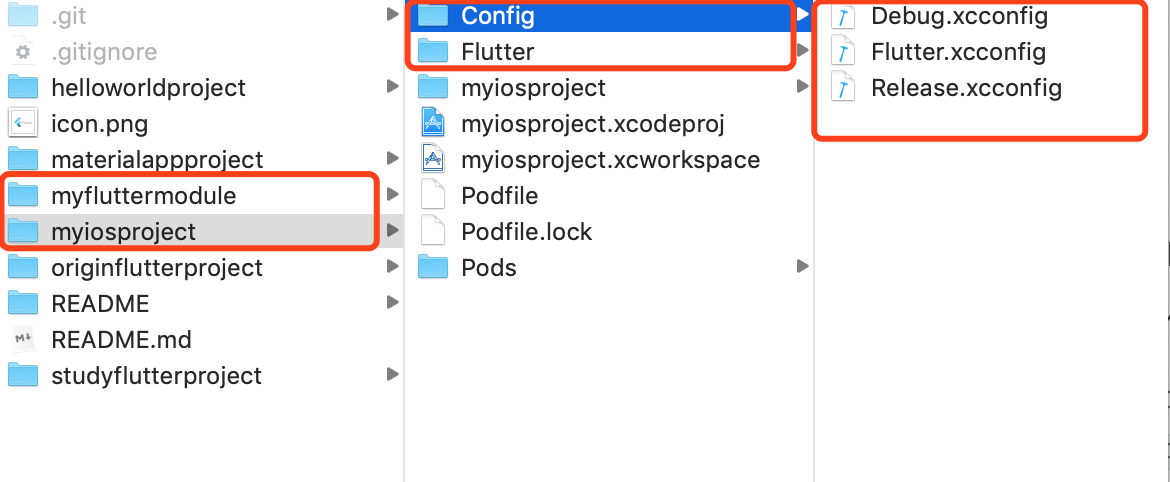 .git
.gitignore
helloworldproject
icon.png
materialappproject
myfluttermodule
myiosproject
originflutterproject
README
README.md
studyflutterproject
Config
Flutter
myiosproject
myiosproject.xcodeproj
myiosproject.xcworkspace
Podfile
Podfile.lock
Pods
Debug.xcconfig
Flutter.xcconfig
Release.xcconfig